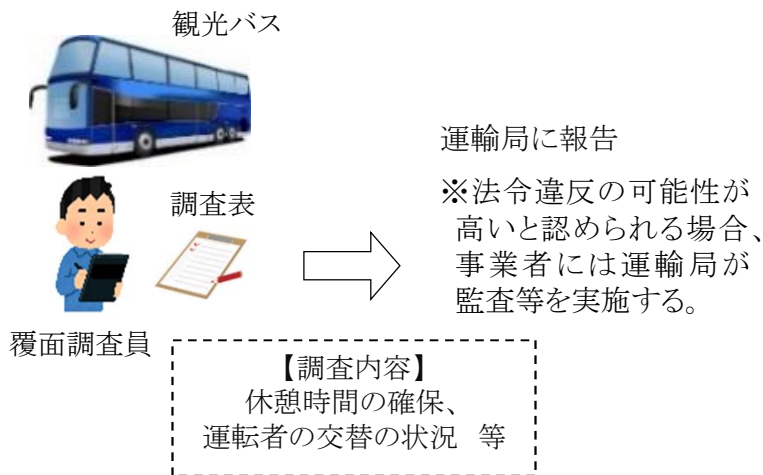 観光バス
調査表
覆面調査員
運輸局に報告
※法令違反の可能性が
高いと認められる場合、
事業者には運輸局が
監査等を実施する。
【調査内容】
休憩時間の確保、
運転者の交替の状況 等